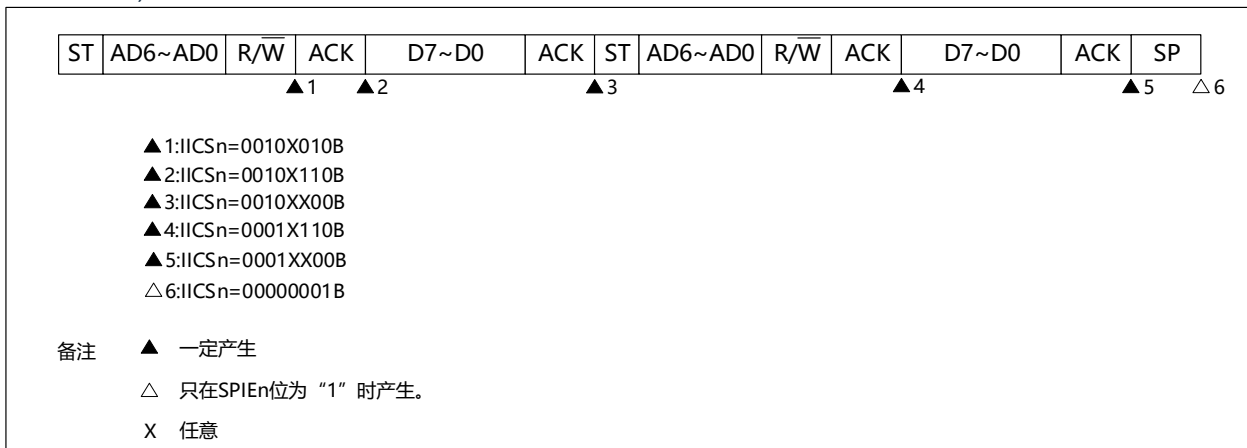 ST AD6~AD0 R/W̅ ACK D7~D0 ACK ST AD6~AD0 R/W̅ ACK D7~D0 ACK SP
▲1 ▲2 ▲3 ▲4 ▲5 △6
▲1:IICSn=0010X010B
▲2:IICSn=0010X110B
▲3:IICSn=0010XX00B
▲4:IICSn=0001X110B
▲5:IICSn=0001XX00B
△6:IICSn=00000001B
备注 ▲ 一定产生
△ 只在SPIEn位为“1”时产生。
X 任意